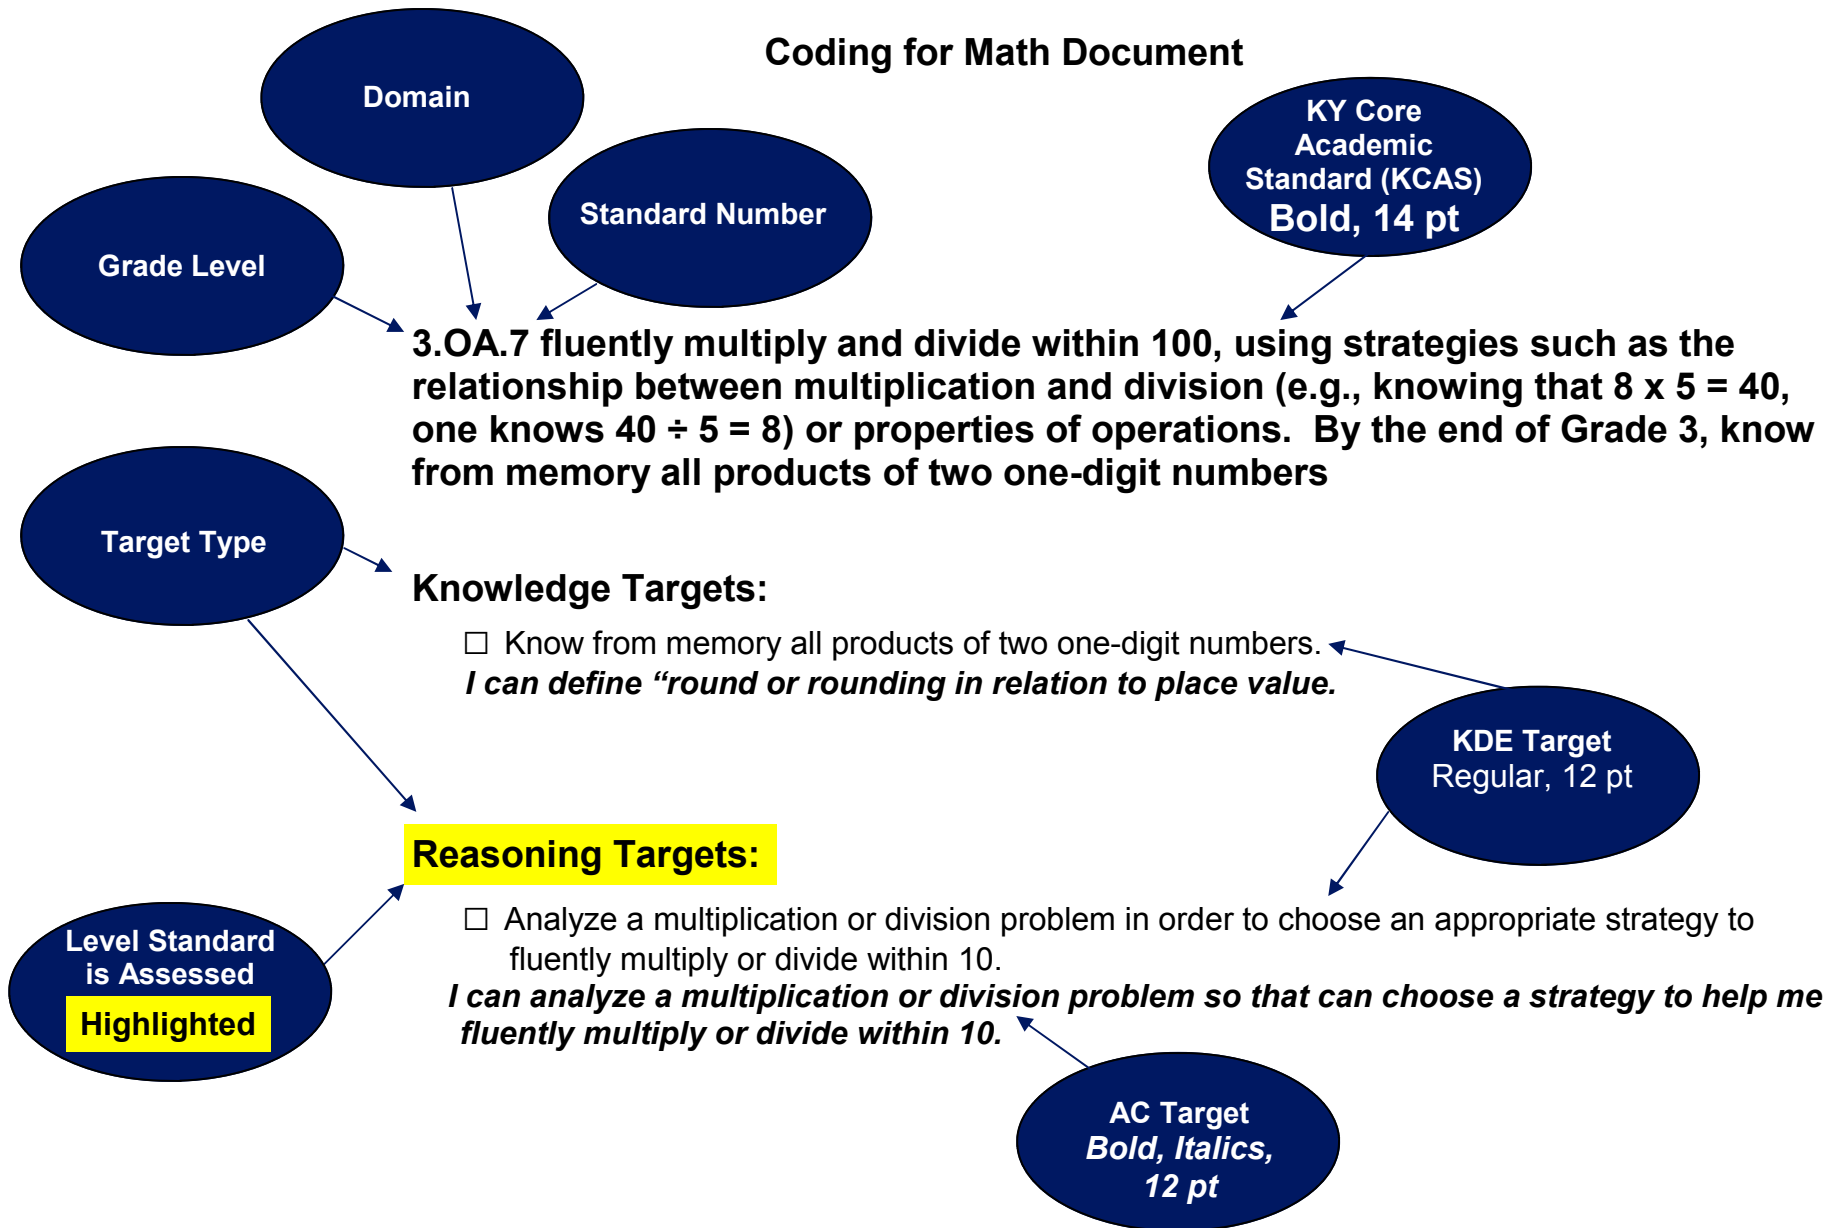 Coding for Math Document
Domain
KY Core
Academic
Standard (KCAS)
Bold, 14 pt
Standard Number
Grade Level
3.OA.7 fluently multiply and divide within 100, using strategies such as the
relationship between multiplication and division (e.g., knowing that 8 x 5 = 40,
one knows 40 ÷ 5 = 8) or properties of operations.  By the end of Grade 3, know
from memory all products of two one-digit numbers
Target Type
Knowledge Targets:
☐ Know from memory all products of two one-digit numbers.
I can define “round or rounding in relation to place value.
KDE Target
Regular, 12 pt
Reasoning Targets:
☐ Analyze a multiplication or division problem in order to choose an appropriate strategy to
fluently multiply or divide within 10.
Level Standard
is Assessed
Highlighted
I can analyze a multiplication or division problem so that can choose a strategy to help me
fluently multiply or divide within 10.
AC Target
Bold, Italics,
12 pt